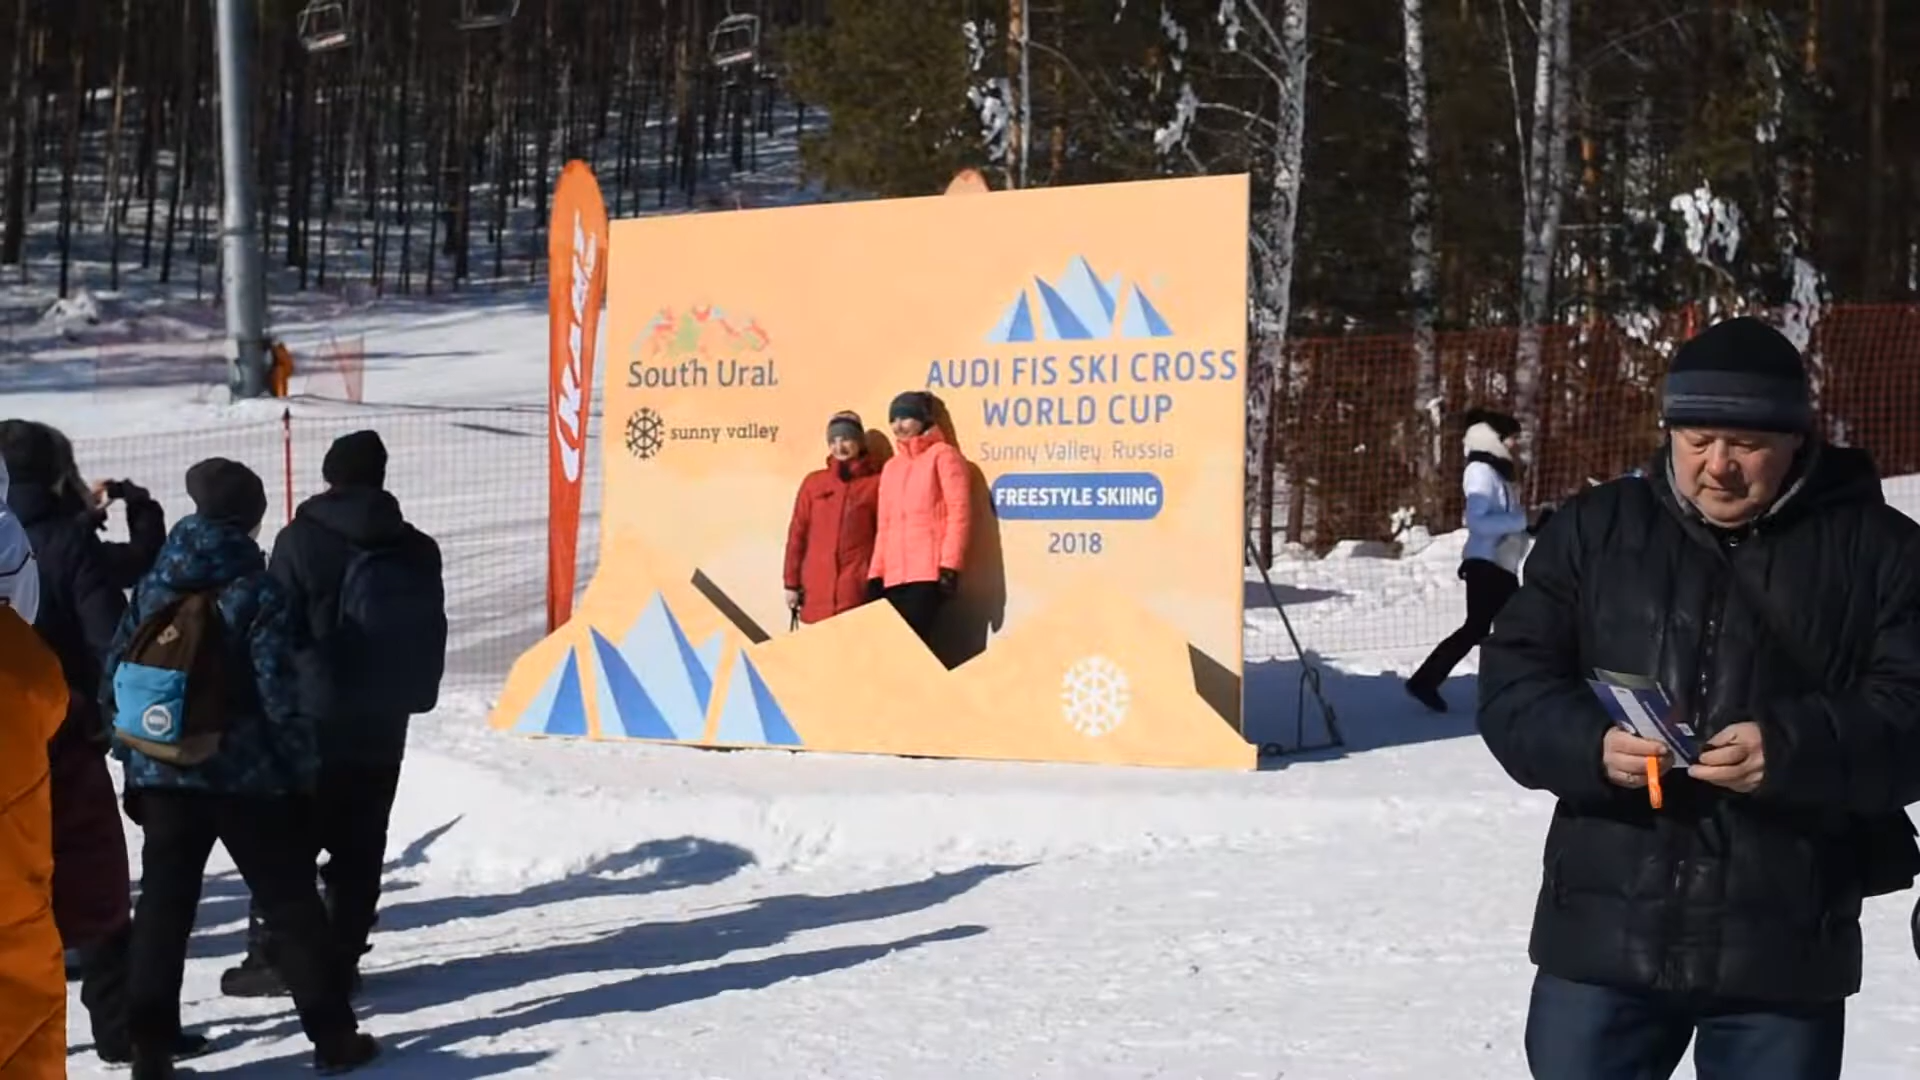 South Ural
sunny valley
AUDI FIS SKI CROSS
WORLD CUP
Sunny Valley Russia
FREESTYLE SKIING
2018